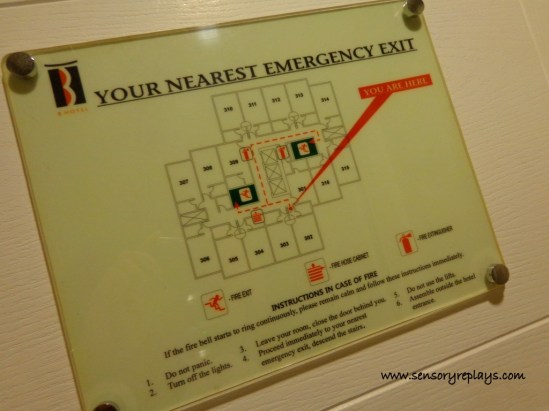 YOUR NEAREST EMERGENCY EXIT
YOU ARE HERE
310 311 312 313 314
309
308
307
315
316
301
306 305 304 303 302
- FIRE EXIT
- FIRE HOSE CABINET
- FIRE EXTINGUISHER
INSTRUCTIONS IN CASE OF FIRE
If the fire bell starts to ring continuously, please remain calm and follow these instructions immediately.
1. Do not panic.
2. Turn off the lights.
3. Leave your room, close the door behind you.
4. Proceed immediately to your nearest
emergency exit, descend the stairs.
5. Do not use the lifts.
6. Assemble outside the hotel
entrance.
www.sensoryreplays.com